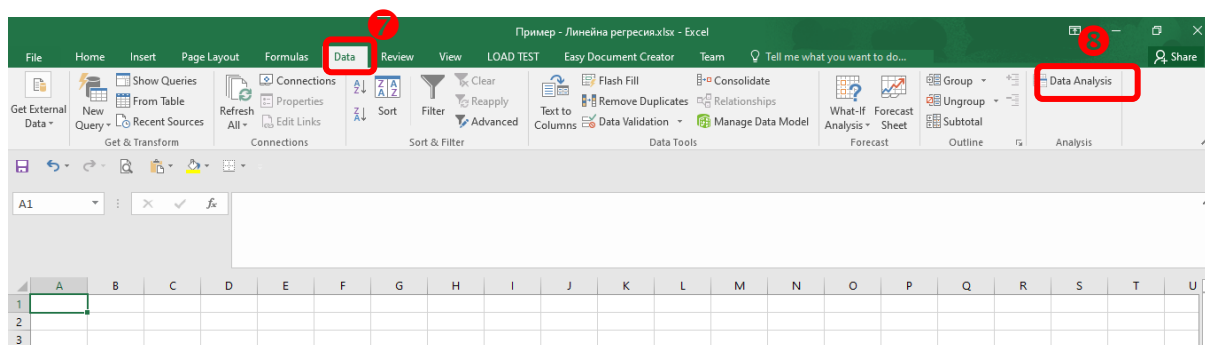 7
8
Пример - Линейна регресия.xlsx - Excel
File Home Insert Page Layout Formulas Data Review View LOAD TEST Easy Document Creator Team Tell me what you want to do... Share
Get External Data
New Query
Show Queries
From Table
Recent Sources
Get & Transform
Refresh All
Connections
Properties
Edit Links
Connections
Sort
Filter
Clear
Reapply
Advanced
Sort & Filter
Text to Columns
Flash Fill
Remove Duplicates
Data Validation
Consolidate
Relationships
Manage Data Model
Data Tools
What-If Analysis
Forecast Sheet
Forecast
Group
Ungroup
Subtotal
Outline
Data Analysis
Analysis
A1 fx
A B C D E F G H I J K L M N O P Q R S T U
1
2
3